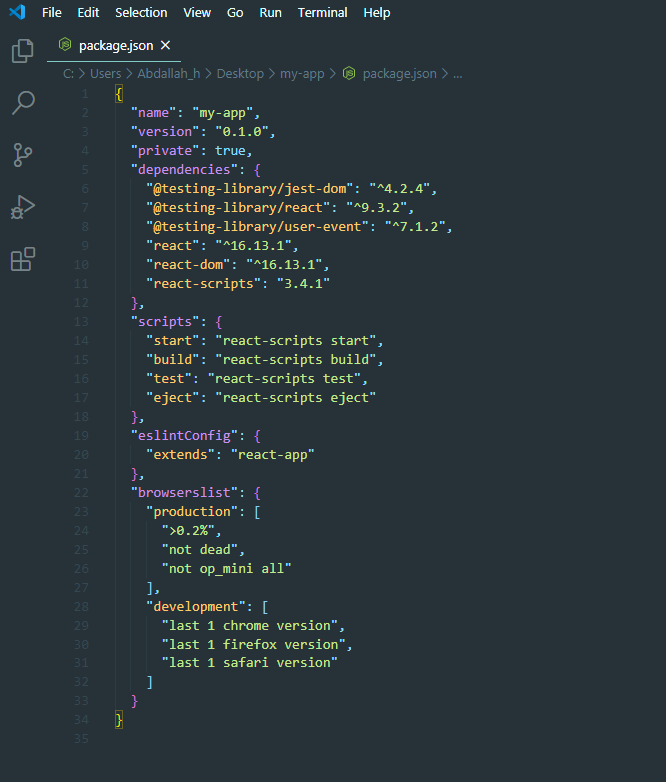 File Edit Selection View Go Run Terminal Help
package.json
C: > Users > Abdallah_h > Desktop > my-app > package.json > ...
1 {
2 "name": "my-app",
3 "version": "0.1.0",
4 "private": true,
5 "dependencies": {
6 "@testing-library/jest-dom": "^4.2.4",
7 "@testing-library/react": "^9.3.2",
8 "@testing-library/user-event": "^7.1.2",
9 "react": "^16.13.1",
10 "react-dom": "^16.13.1",
11 "react-scripts": "3.4.1"
12 },
13 "scripts": {
14 "start": "react-scripts start",
15 "build": "react-scripts build",
16 "test": "react-scripts test",
17 "eject": "react-scripts eject"
18 },
19 "eslintConfig": {
20 "extends": "react-app"
21 },
22 "browserslist": {
23 "production": [
24 ">0.2%",
25 "not dead",
26 "not op_mini all"
27 ],
28 "development": [
29 "last 1 chrome version",
30 "last 1 firefox version",
31 "last 1 safari version"
32 ]
33 }
34 }
35